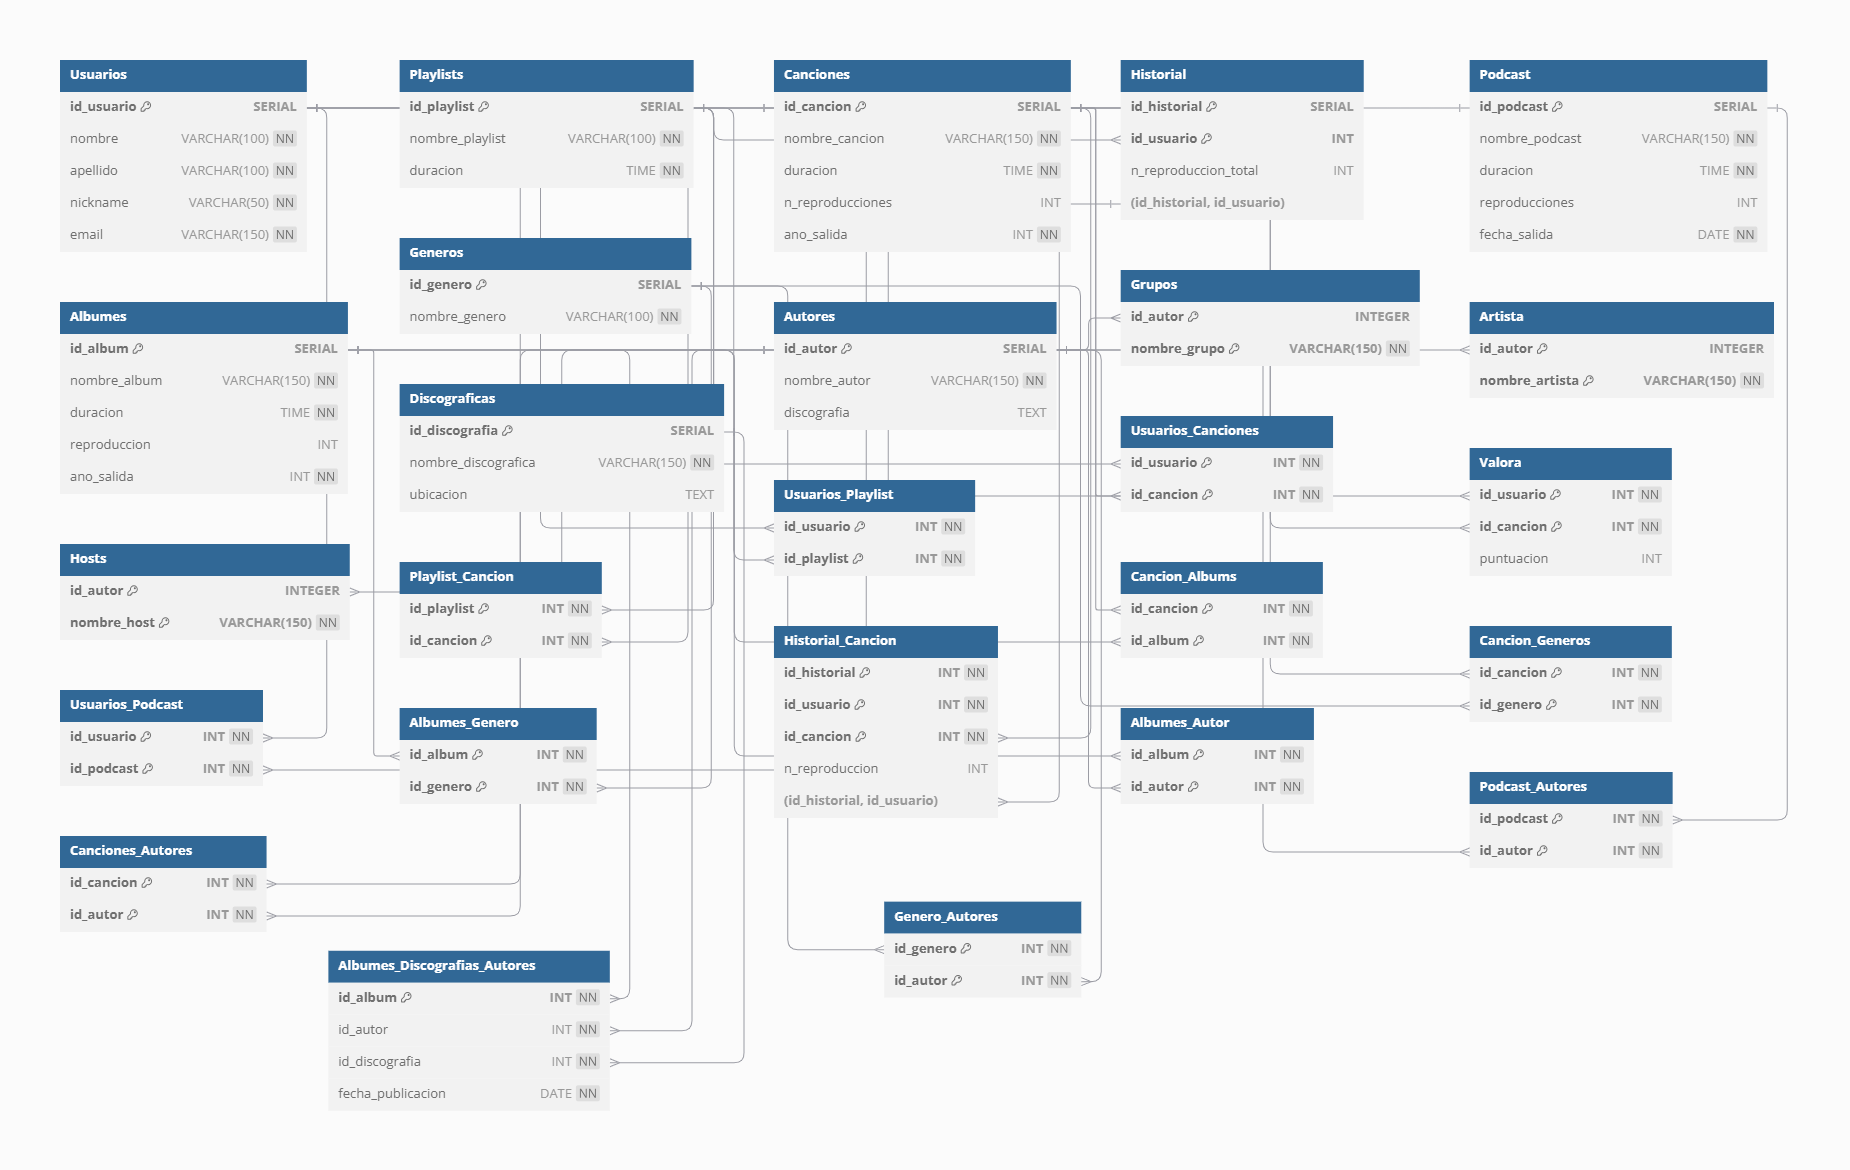 Usuarios
id_usuario SERIAL
nombre VARCHAR(100) NN
apellido VARCHAR(100) NN
nickname VARCHAR(50) NN
email VARCHAR(150) NN
Playlists
id_playlist SERIAL
nombre_playlist VARCHAR(100) NN
duracion TIME NN
Canciones
id_cancion SERIAL
nombre_cancion VARCHAR(150) NN
duracion TIME NN
n_reproducciones INT
ano_salida INT NN
Historial
id_historial SERIAL
id_usuario INT
n_reproduccion_total INT
(id_historial, id_usuario)
Podcast
id_podcast SERIAL
nombre_podcast VARCHAR(150) NN
duracion TIME NN
reproducciones INT
fecha_salida DATE NN
Generos
id_genero SERIAL
nombre_genero VARCHAR(100) NN
Grupos
id_autor INTEGER
nombre_grupo VARCHAR(150) NN
Albumes
id_album SERIAL
nombre_album VARCHAR(150) NN
duracion TIME NN
reproduccion INT
ano_salida INT NN
Autores
id_autor SERIAL
nombre_autor VARCHAR(150) NN
discografia TEXT
Artista
id_autor INTEGER
nombre_artista VARCHAR(150) NN
Discograficas
id_discografia SERIAL
nombre_discografica VARCHAR(150) NN
ubicacion TEXT
Usuarios_Canciones
id_usuario INT NN
id_cancion INT NN
Valora
id_usuario INT NN
id_cancion INT NN
puntuacion INT
Usuarios_Playlist
id_usuario INT NN
id_playlist INT NN
Hosts
id_autor INTEGER
nombre_host VARCHAR(150) NN
Playlist_Cancion
id_playlist INT NN
id_cancion INT NN
Cancion_Albums
id_cancion INT NN
id_album INT NN
Historial_Cancion
id_historial INT NN
id_usuario INT NN
id_cancion INT NN
n_reproduccion INT
(id_historial, id_usuario)
Cancion_Generos
id_cancion INT NN
id_genero INT NN
Usuarios_Podcast
id_usuario INT NN
id_podcast INT NN
Albumes_Genero
id_album INT NN
id_genero INT NN
Albumes_Autor
id_album INT NN
id_autor INT NN
Podcast_Autores
id_podcast INT NN
id_autor INT NN
Canciones_Autores
id_cancion INT NN
id_autor INT NN
Genero_Autores
id_genero INT NN
id_autor INT NN
Albumes_Discografias_Autores
id_album INT NN
id_autor INT NN
id_discografia INT NN
fecha_publicacion DATE NN